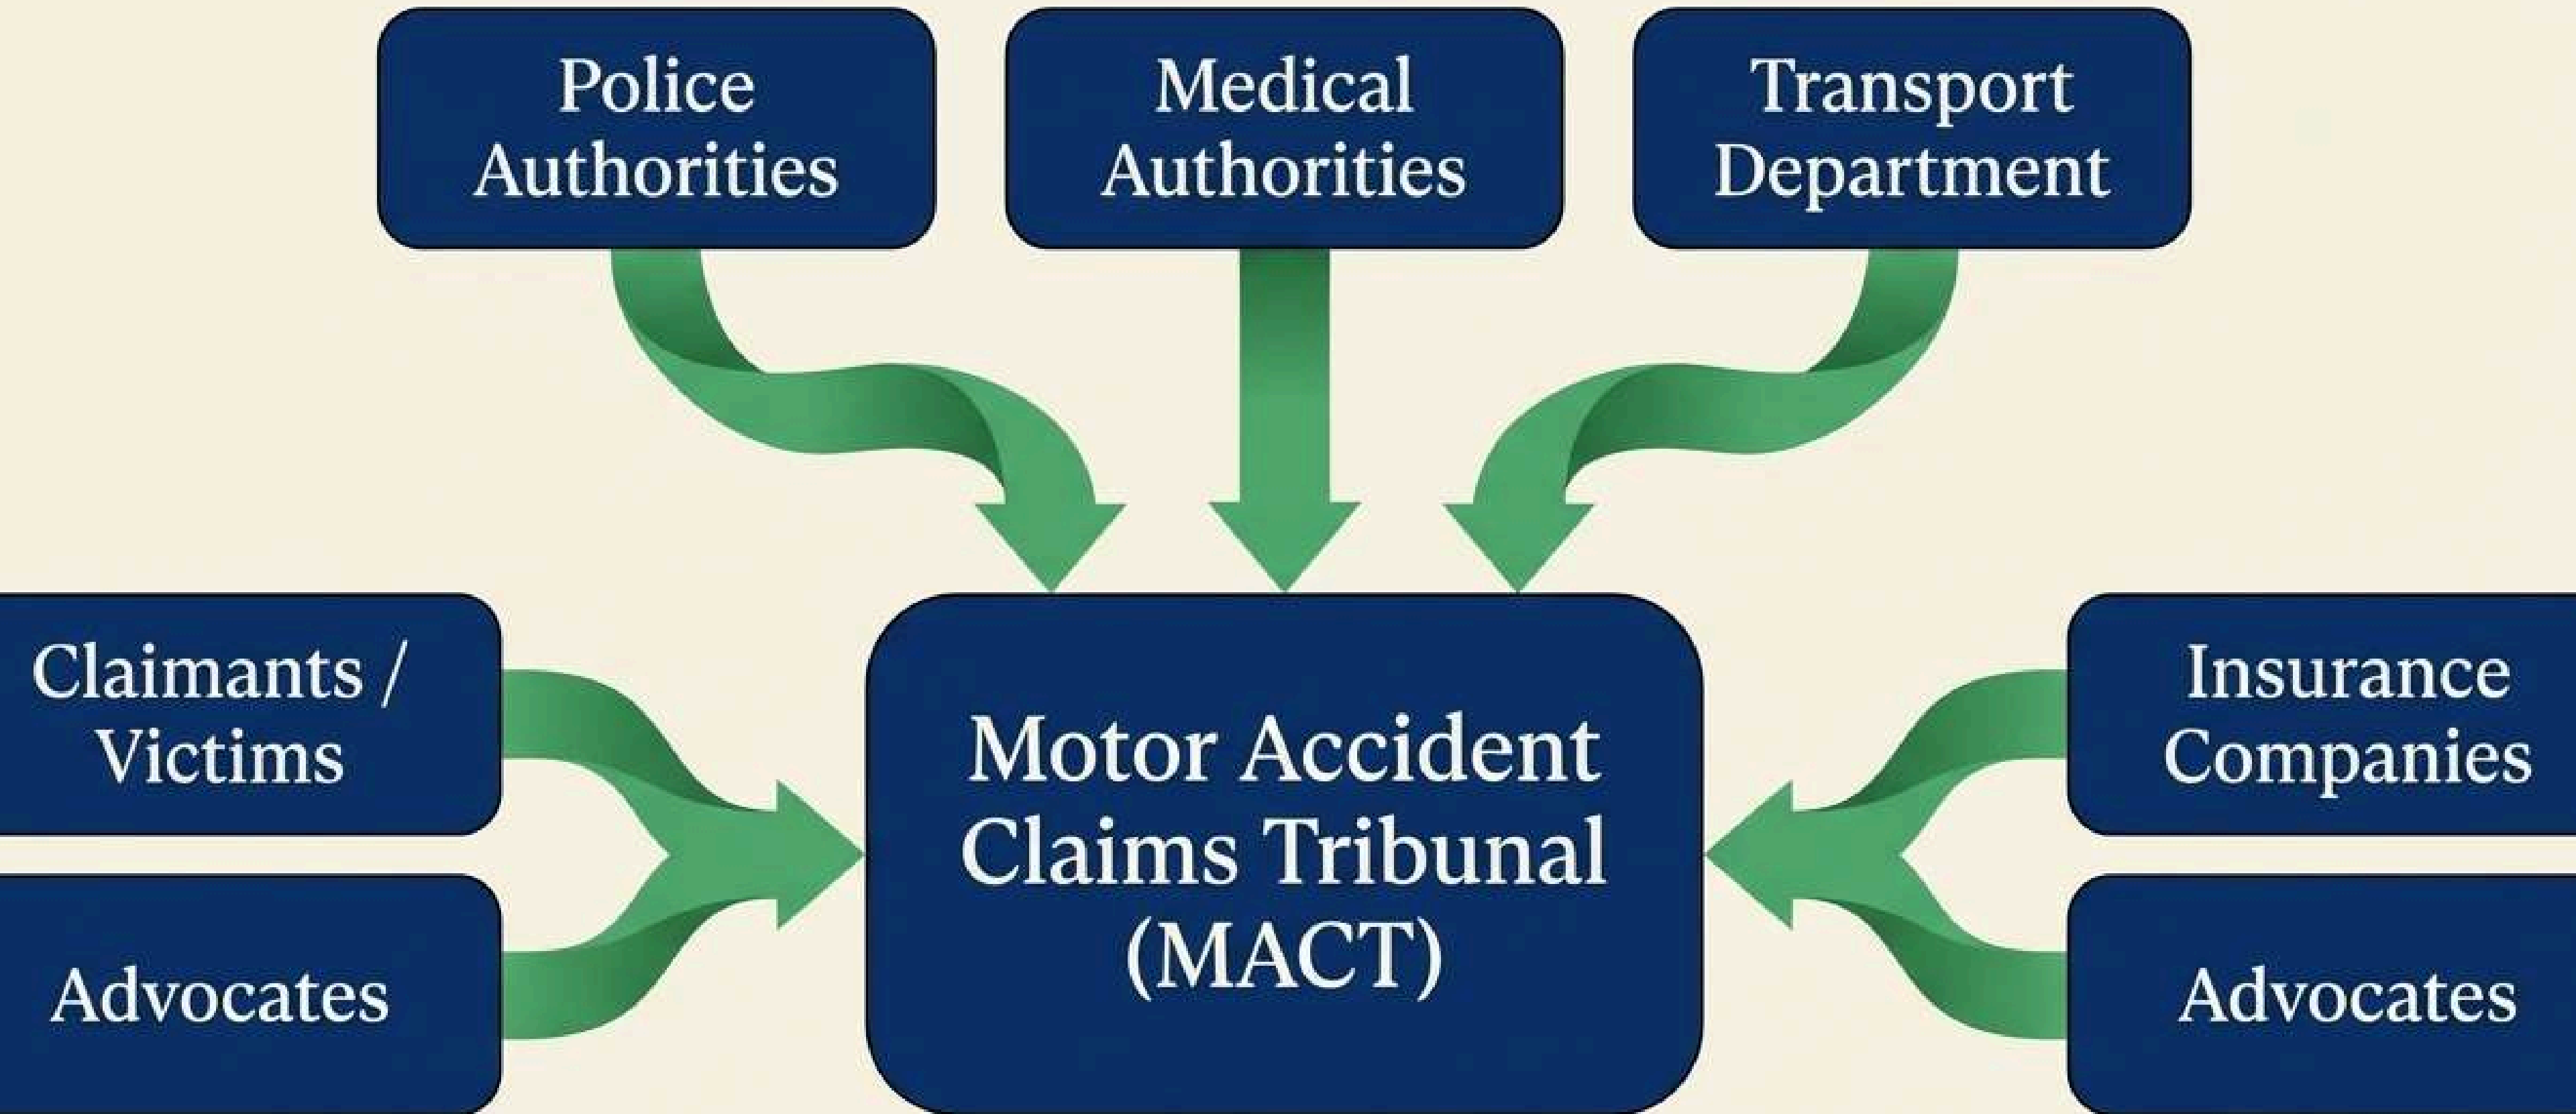 Police
Authorities
Medical
Authorities
Transport
Department
Claimants /
Victims
Advocates
Motor Accident
Claims Tribunal
(MACT)
Insurance
Companies
Advocates